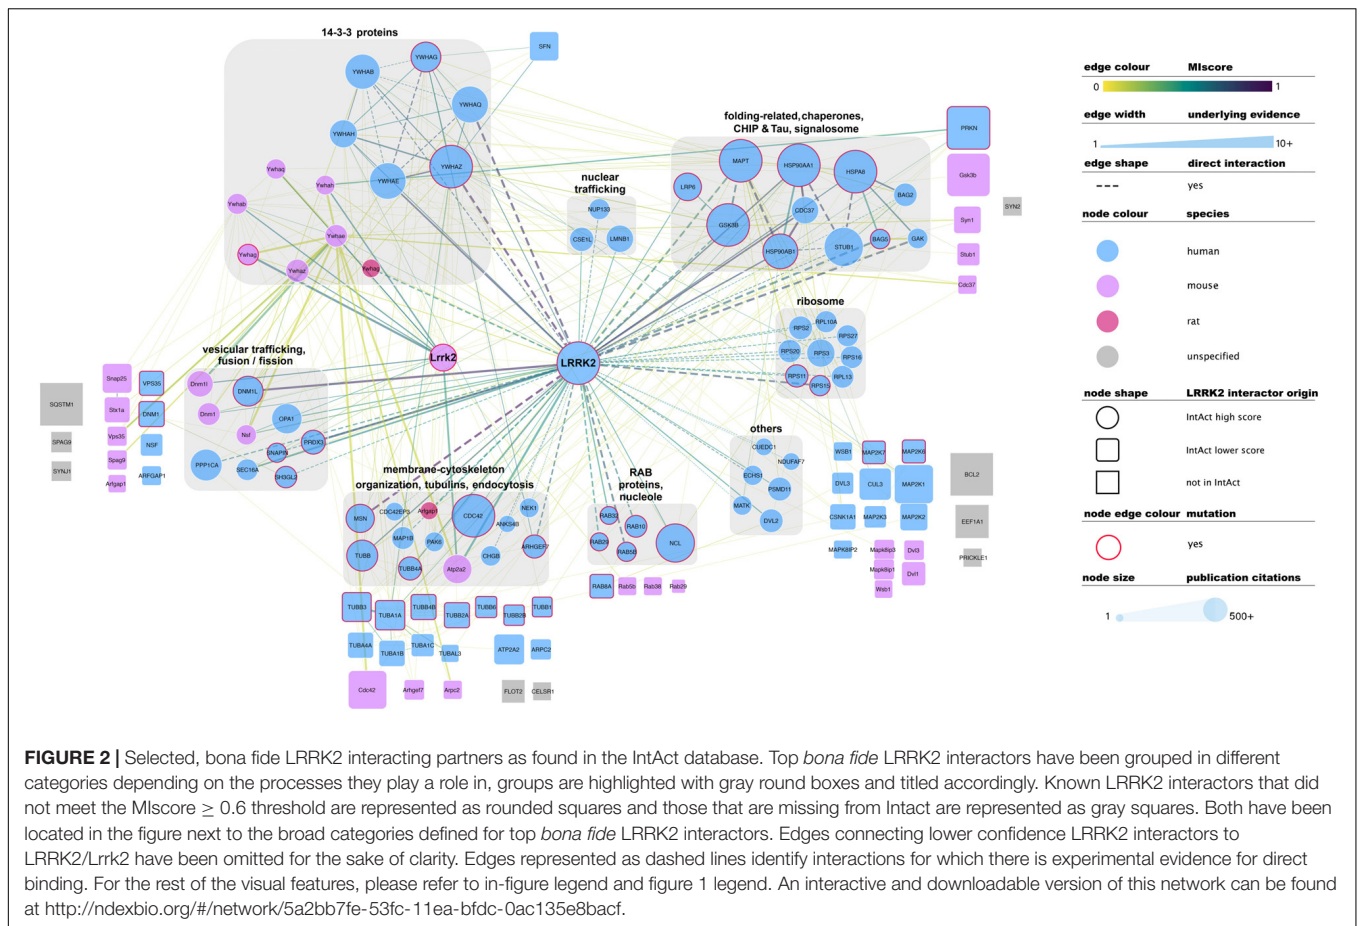 14-3-3 proteins
SFN
YWHAG
YWHAB
YWHAQ
YWHAH
YWHAZ
YWHAE
Ywhaq
Ywhah
Ywhab
Ywhae
Ywhag
Ywhaz
Ywhag
nuclear
trafficking
NUP133
CSE1L
LMNB1
folding-related, chaperones,
CHIP & Tau, signalosome
MAPT
HSP90AA1
HSPA8
LRP6
BAG2
CDC37
GSK3B
STUB1
BAG5
GAK
HSP90AB1
PRKN
Gsk3b
SYN2
Syn1
Stub1
Cdc37
ribosome
RPL10A
RPS2
RPS27
RPS20
RPS3
RPS16
RPS11
RPL13
RPS15
Lrrk2
LRRK2
vesicular trafficking,
fusion / fission
Dnm1l
DNM1L
Dnm1
OPA1
Nsf
PRDX3
SNAPIN
PPP1CA
SEC16A
SH3GL2
Snap25
VPS35
SQSTM1
Stx1a
DNM1
Vps35
NSF
SPAG9
Spag9
SYNJ1
Arfgap1
ARFGAP1
membrane-cytoskeleton
organization, tubulins, endocytosis
MSN
CDC42EP3
Arfgap1
CDC42
NEK1
ANKS4B
MAP1B
PAK6
TUBB
CHGB
ARHGEF7
TUBB4A
Atp2a2
RAB
proteins,
nucleole
RAB32
RAB10
RAB29
RAB5B
NCL
RAB8A
Rab5b
Rab38
Rab29
others
CUEDC1
NDUFAF7
ECHS1
PSMD11
MATK
DVL2
WSB1
MAP2K7
MAP2K6
DVL3
CUL3
MAP2K1
CSNK1A1
MAP2K3
MAP2K2
MAPK8IP2
Mapk8ip3
Dvl3
Mapk8ip1
Dvl1
Wsb1
BCL2
EEF1A1
PRICKLE1
TUBB3
TUBA1A
TUBB4B
TUBB2A
TUBB6
TUBB2B
TUBB1
TUBA4A
TUBA1B
TUBA1C
TUBAL3
ATP2A2
ARPC2
Cdc42
Arhgef7
Arpc2
FLOT2
CELSR1
edge colour MIscore
0 1
edge width underlying evidence
1 10+
edge shape direct interaction
yes
node colour species
human
mouse
rat
unspecified
node shape LRRK2 interactor origin
IntAct high score
IntAct lower score
not in IntAct
node edge colour mutation
yes
node size publication citations
1 500+
FIGURE 2 | Selected, bona fide LRRK2 interacting partners as found in the IntAct database. Top bona fide LRRK2 interactors have been grouped in different
categories depending on the processes they play a role in, groups are highlighted with gray round boxes and titled accordingly. Known LRRK2 interactors that did
not meet the MIscore ≥ 0.6 threshold are represented as rounded squares and those that are missing from Intact are represented as gray squares. Both have been
located in the figure next to the broad categories defined for top bona fide LRRK2 interactors. Edges connecting lower confidence LRRK2 interactors to
LRRK2/Lrrk2 have been omitted for the sake of clarity. Edges represented as dashed lines identify interactions for which there is experimental evidence for direct
binding. For the rest of the visual features, please refer to in-figure legend and figure 1 legend. An interactive and downloadable version of this network can be found
at http://ndexbio.org/#/network/5a2bb7fe-53fc-11ea-bfdc-0ac135e8bacf.